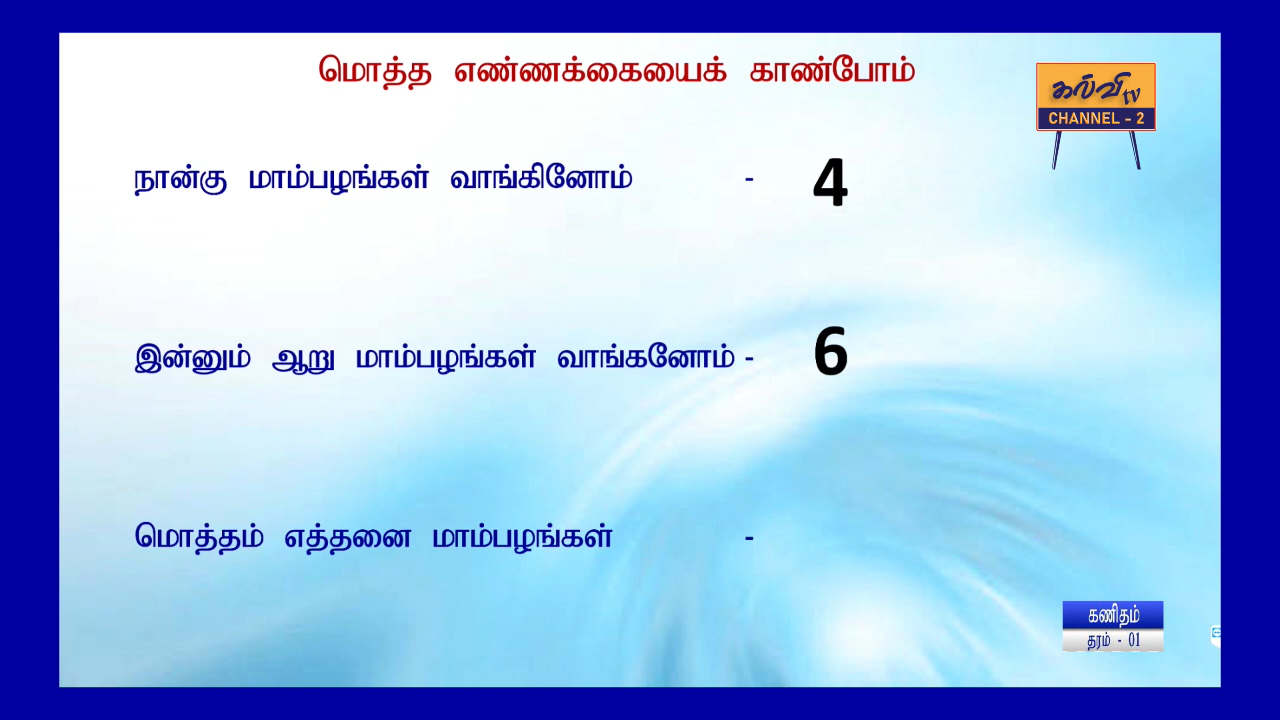 மொத்த எண்ணக்கையைக் காண்போம்
கல்வி tv
CHANNEL - 2
நான்கு மாம்பழங்கள் வாங்கினோம் - 4
இன்னும் ஆறு மாம்பழங்கள் வாங்கனோம் - 6
மொத்தம் எத்தனை மாம்பழங்கள் -
கணிதம்
தரம் - 01